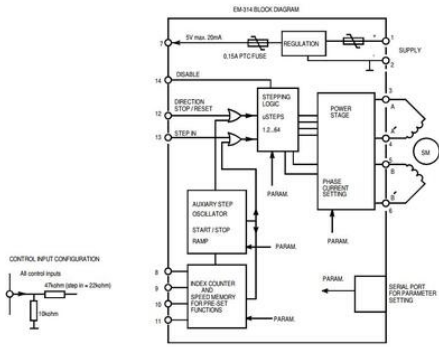 EM-314 BLOCK DIAGRAM
7
5V max. 20mA
0,15A PTC FUSE
REGULATION
+
-
1
2
SUPPLY
14
DISABLE
12
DIRECTION
STOP / RESET
13
STEP IN
STEPPING
LOGIC
uSTEPS
1,2...64
PARAM.
POWER
STAGE
PHASE
CURRENT
SETTING
PARAM.
3
A
A'
4
SM
B
B'
6
AUXIARY STEP
OSCILLATOR
START / STOP
RAMP
PARAM.
8
9
10
11
INDEX COUNTER
AND
SPEED MEMORY
FOR PRE-SET
FUNCTIONS
PARAM.
PARAM.
SERIAL PORT
FOR PARAMETER
SETTING
CONTROL INPUT CONFIGURATION
All control inputs
47kohm (step in = 22kohm)
10kohm